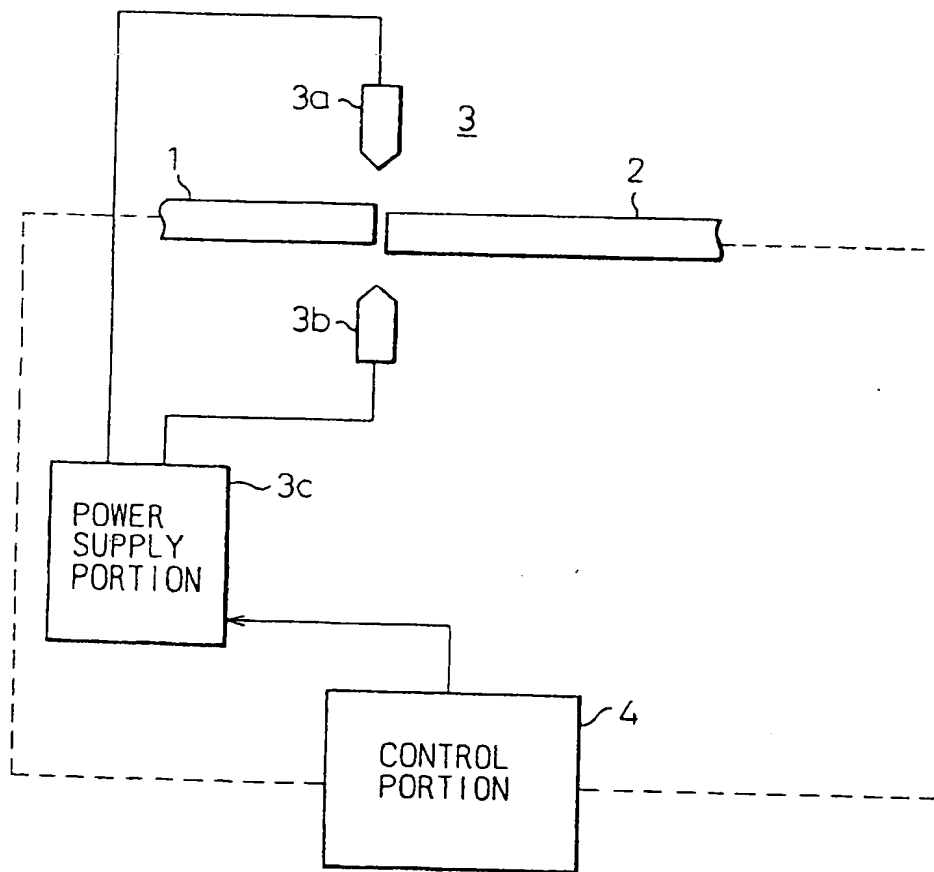 3a
3
1
2
3b
3c
POWER
SUPPLY
PORTION
4
CONTROL
PORTION